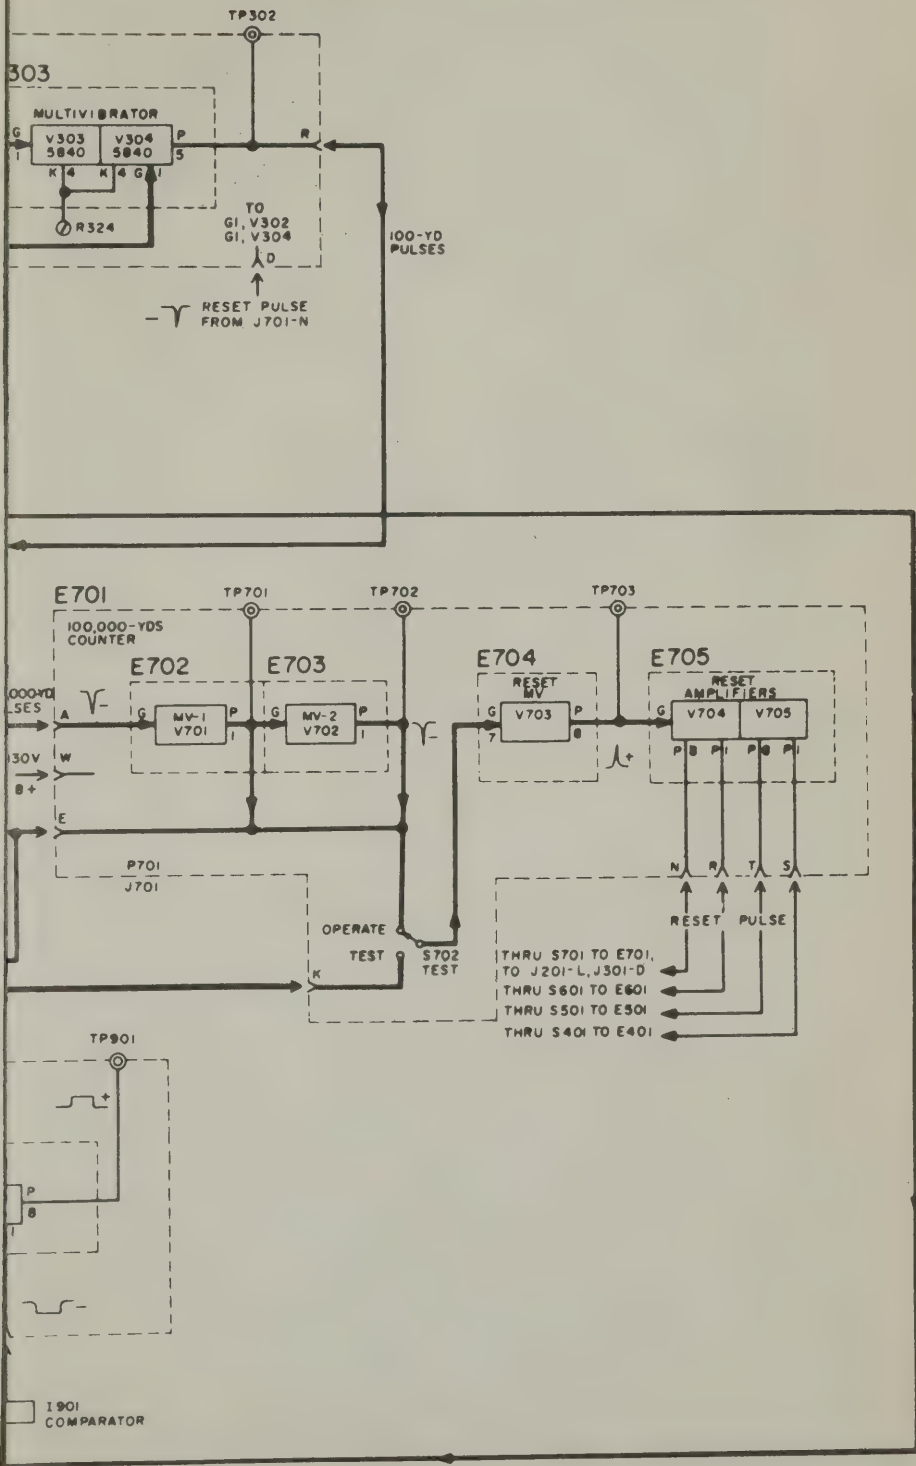 TP302
303
MULTIVIBRATOR
G
1
V303
5840
V304
5840
P
5
R
K 4
K 4
G 1
R324
TO
G1, V302
G1, V304
D
100-YD
PULSES
RESET PULSE
FROM J701-N
E701
TP701
TP702
TP703
100,000-YDS
COUNTER
E702
E703
E704
E705
RESET
MV
RESET
AMPLIFIERS
A
G
MV-1
V701
P
1
G
MV-2
V702
P
1
G
7
V703
P
8
G
V704
V705
P 8
P 1
P 8
P 1
W
B+
E
P701
J701
N
R
T
S
OPERATE
TEST
S702
TEST
K
RESET PULSE
THRU S701 TO E701,
TO J201-L, J301-D
THRU S601 TO E601
THRU S501 TO E501
THRU S401 TO E401
TP901
+
P
8
1
-
I 901
COMPARATOR